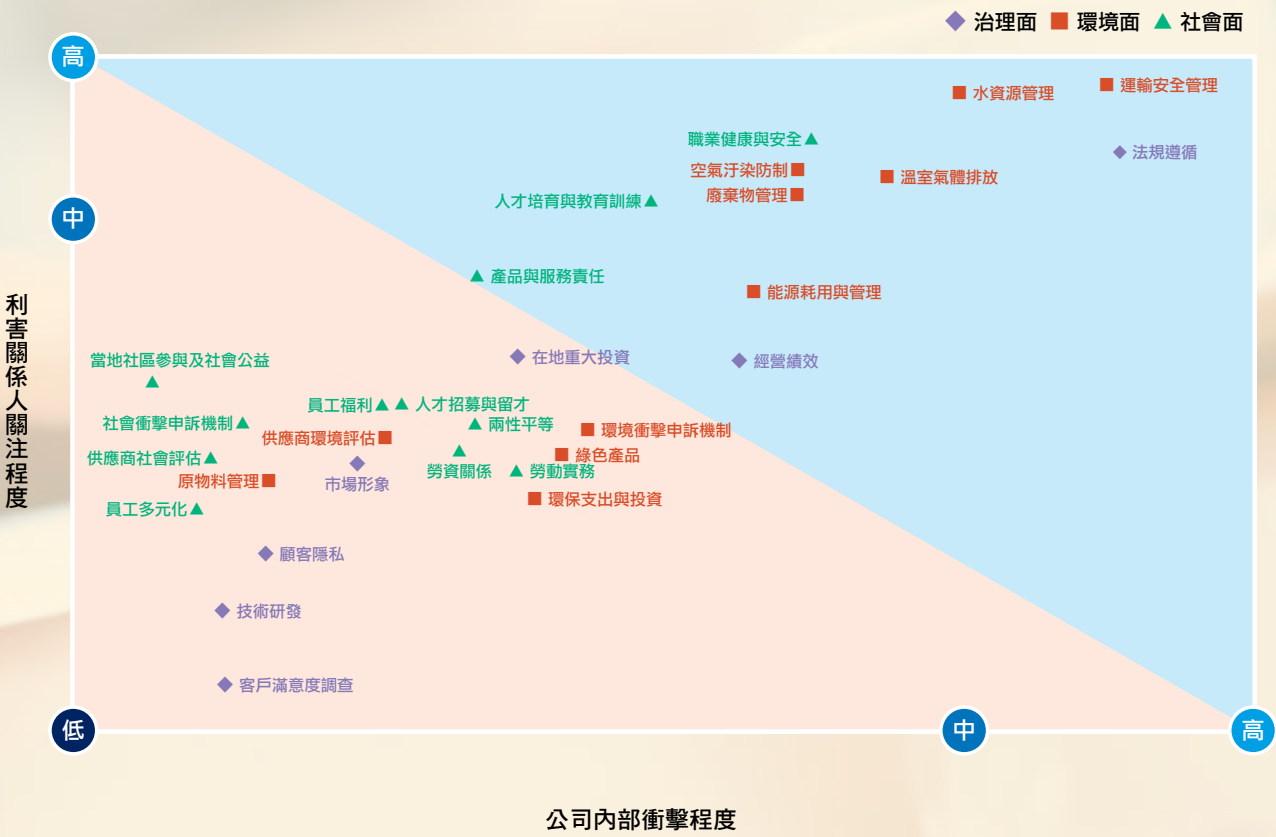 治理面 環境面 社會面
高
水資源管理
運輸安全管理
職業健康與安全
法規遵循
空氣汙染防制
溫室氣體排放
廢棄物管理
人才培育與教育訓練
中
產品與服務責任
能源耗用與管理
利害關係人關注程度
在地重大投資
經營績效
當地社區參與及社會公益
員工福利
人才招募與留才
社會衝擊申訴機制
兩性平等
環境衝擊申訴機制
供應商環境評估
供應商社會評估
綠色產品
勞資關係
勞動實務
原物料管理
市場形象
環保支出與投資
員工多元化
顧客隱私
技術研發
客戶滿意度調查
低
中
高
公司內部衝擊程度